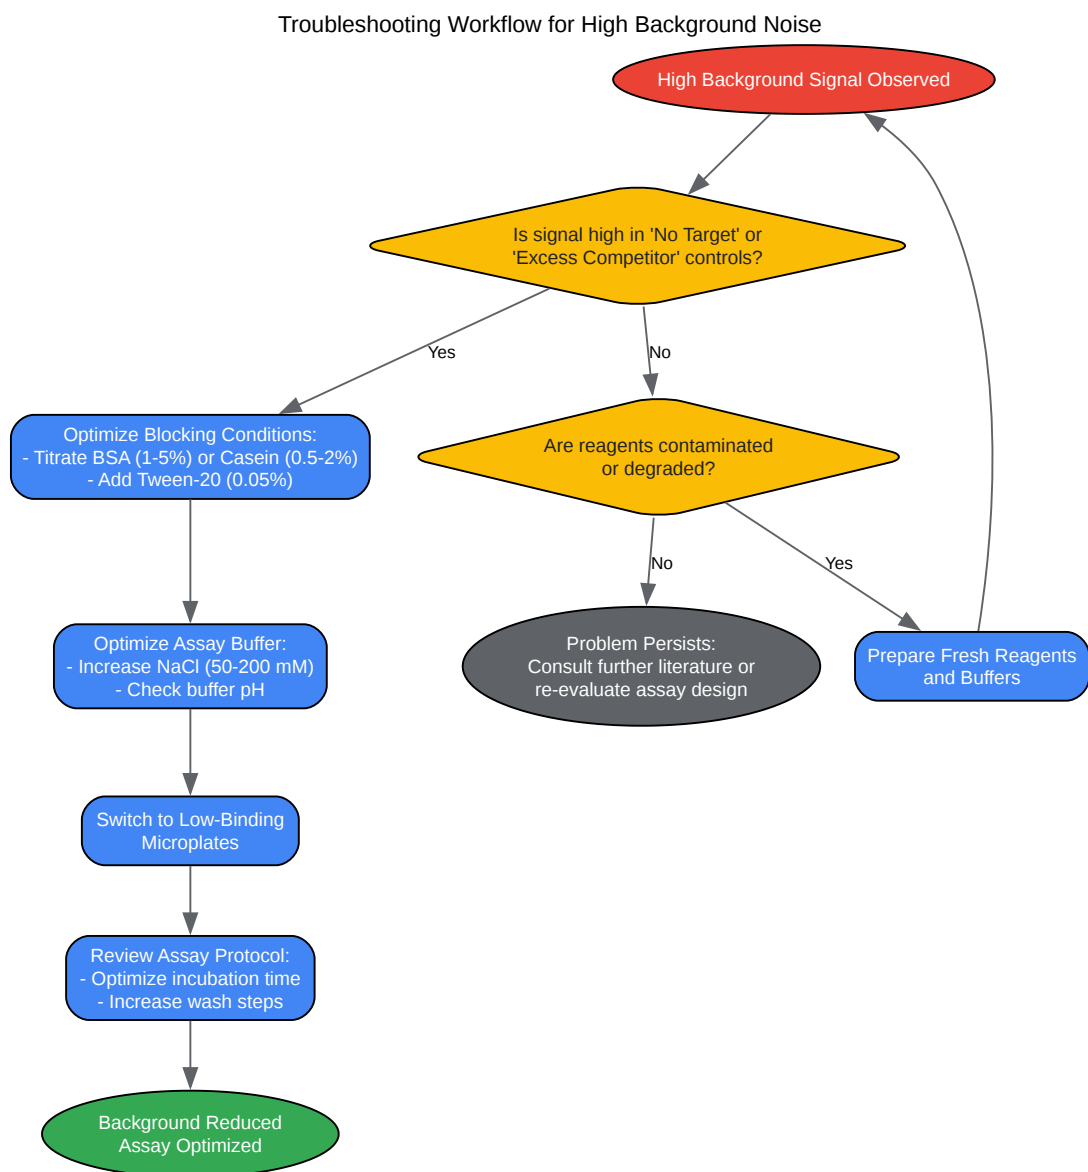 Troubleshooting Workflow for High Background Noise
High Background Signal Observed
Is signal high in 'No Target' or
'Excess Competitor' controls?
Yes
No
Optimize Blocking Conditions:
- Titrate BSA (1-5%) or Casein (0.5-2%)
- Add Tween-20 (0.05%)
Are reagents contaminated
or degraded?
No
Yes
Optimize Assay Buffer:
- Increase NaCl (50-200 mM)
- Check buffer pH
Problem Persists:
Consult further literature or
re-evaluate assay design
Prepare Fresh Reagents
and Buffers
Switch to Low-Binding
Microplates
Review Assay Protocol:
- Optimize incubation time
- Increase wash steps
Background Reduced
Assay Optimized